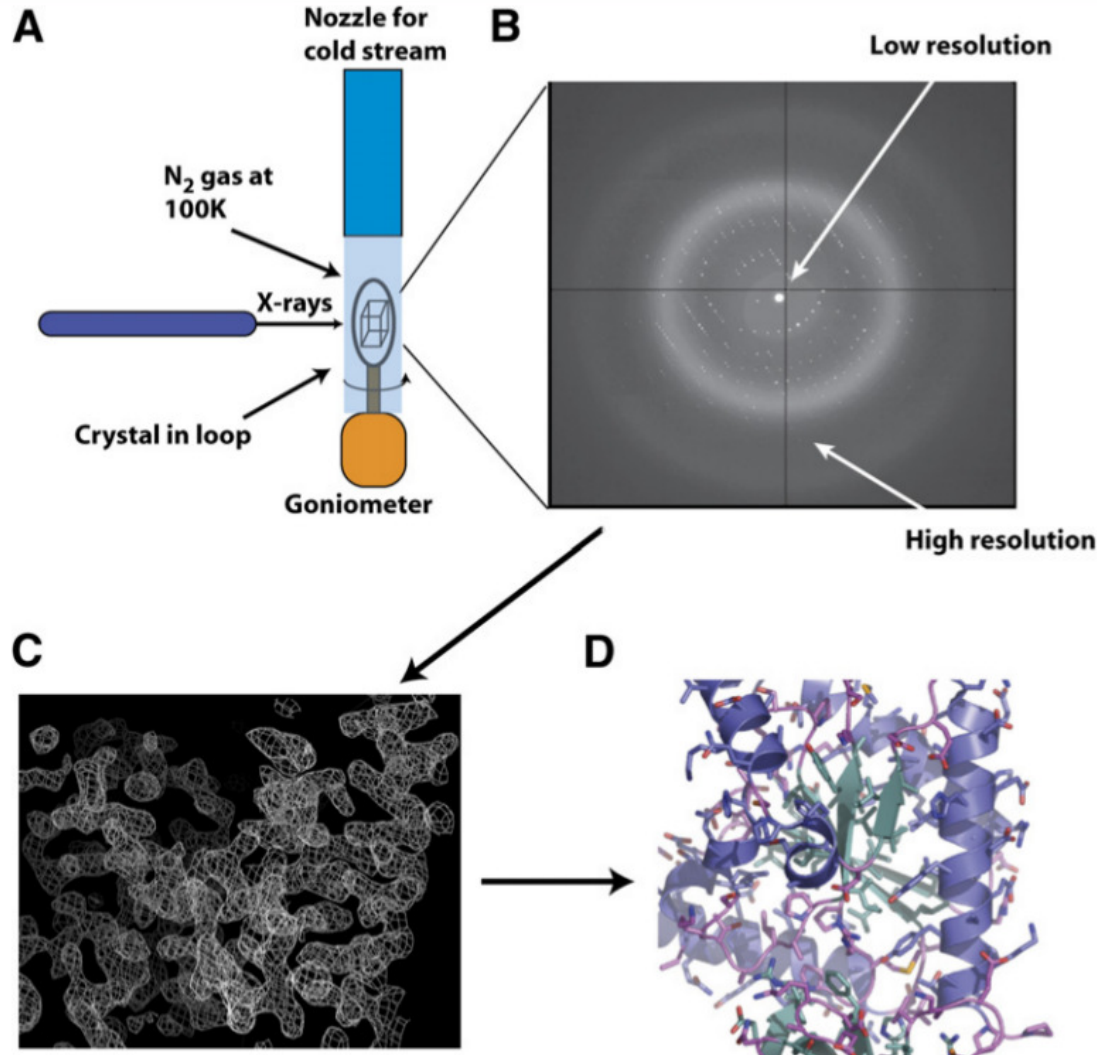 A
Nozzle for
cold stream
N2 gas at
100K
X-rays
Crystal in loop
Goniometer
B
Low resolution
High resolution
C
D